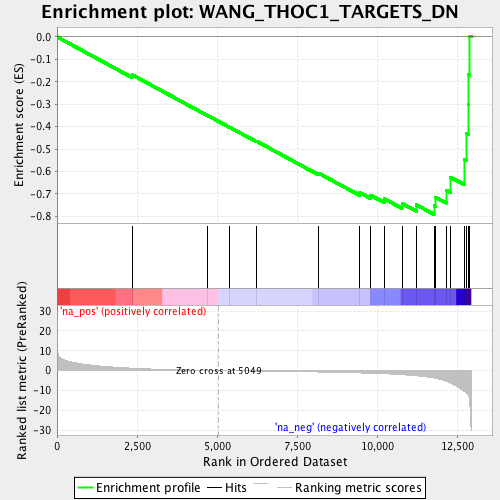 Enrichment plot: WANG_THOC1_TARGETS_DN
Enrichment score (ES)
0.0
-0.1
-0.2
-0.3
-0.4
-0.5
-0.6
-0.7
-0.8
'na_pos' (positively correlated)
Ranked list metric (PreRanked)
30
20
10
0
-10
-20
-30
Zero cross at 5049
'na_neg' (negatively correlated)
0
2,500
5,000
7,500
10,000
12,500
Rank in Ordered Dataset
Enrichment profile
Hits
Ranking metric scores